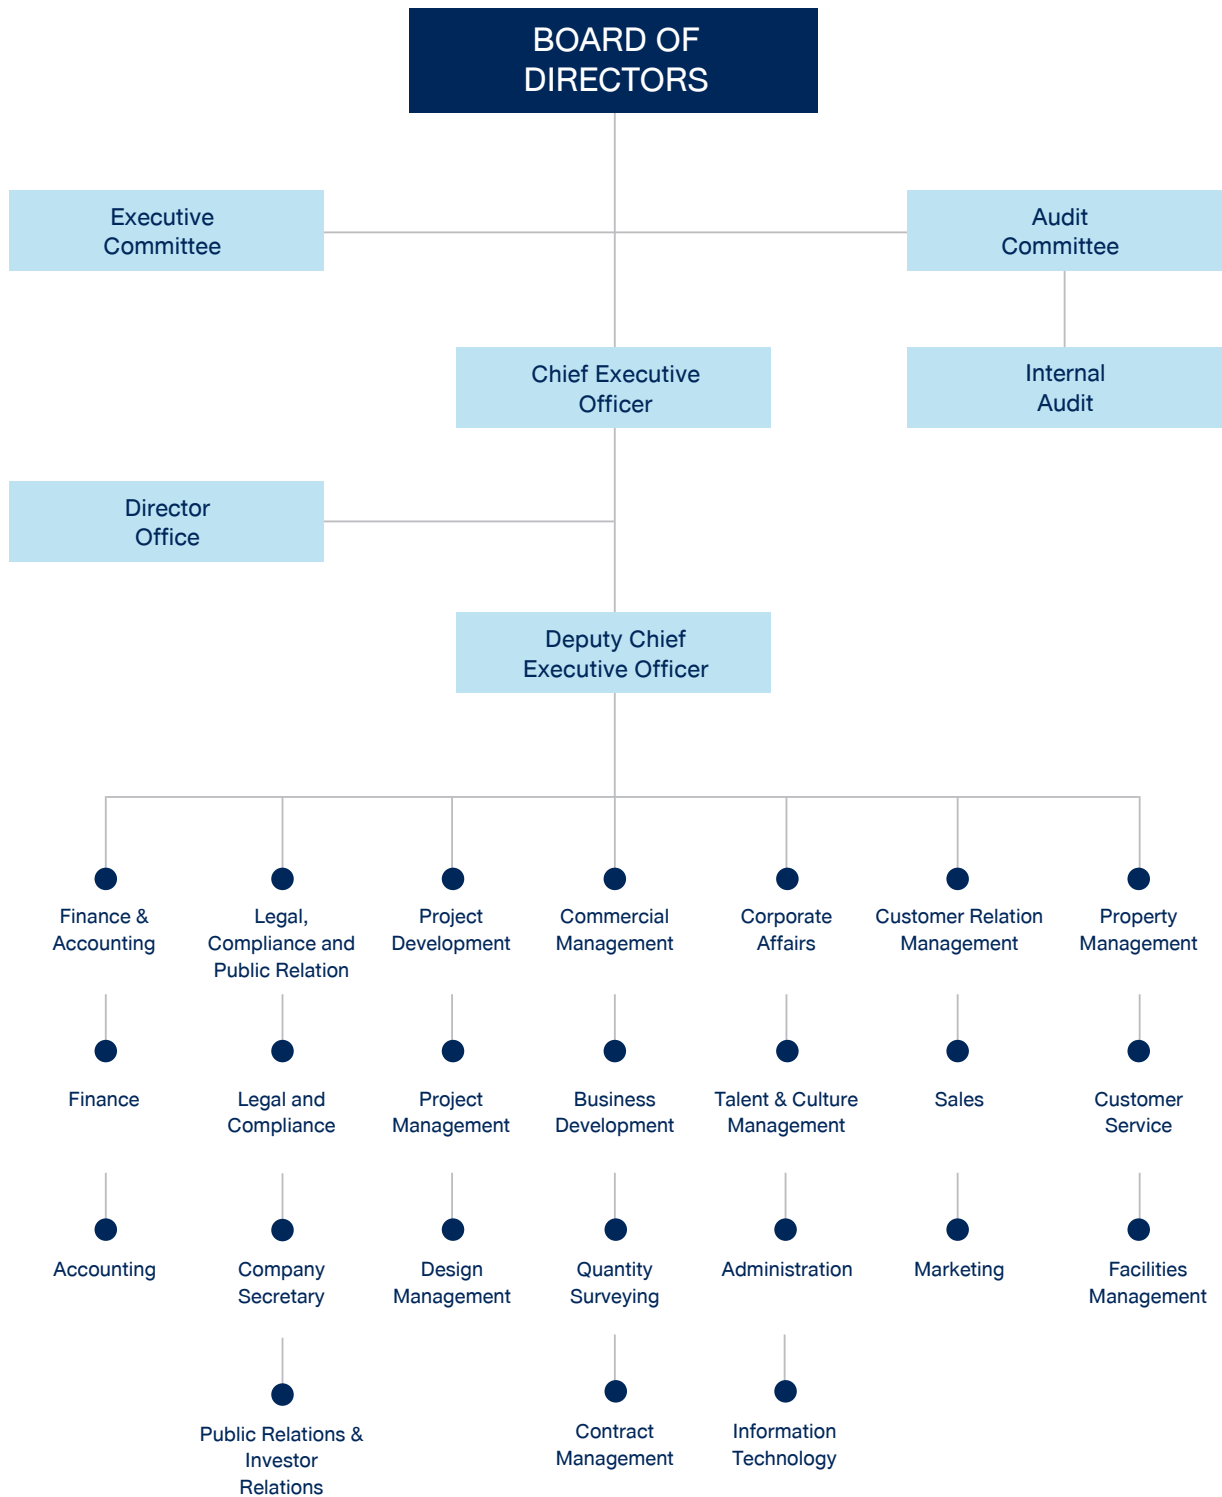 BOARD OF
DIRECTORS
Executive
Committee
Audit
Committee
Chief Executive
Officer
Internal
Audit
Director
Office
Deputy Chief
Executive Officer
Finance &
Accounting
Legal,
Compliance and
Public Relation
Project
Development
Commercial
Management
Corporate
Affairs
Customer Relation
Management
Property
Management
Finance
Legal and
Compliance
Project
Management
Business
Development
Talent & Culture
Management
Sales
Customer
Service
Accounting
Company
Secretary
Design
Management
Quantity
Surveying
Administration
Marketing
Facilities
Management
Public Relations &
Investor
Relations
Contract
Management
Information
Technology